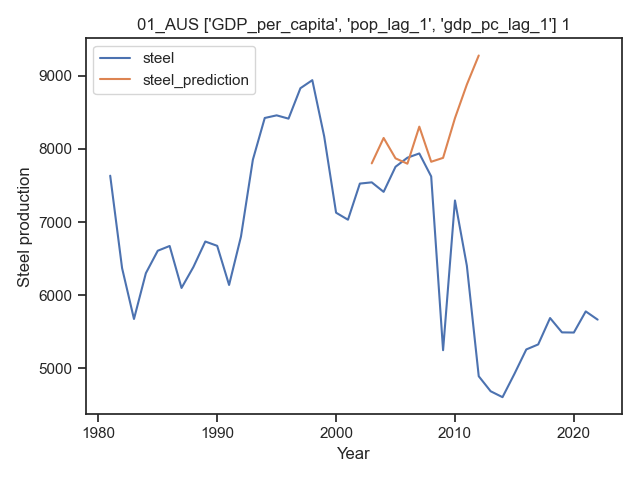 01_AUS ['GDP_per_capita', 'pop_lag_1', 'gdp_pc_lag_1'] 1
steel
steel_prediction
9000
8000
7000
6000
5000
Steel production
1980
1990
2000
2010
2020
Year